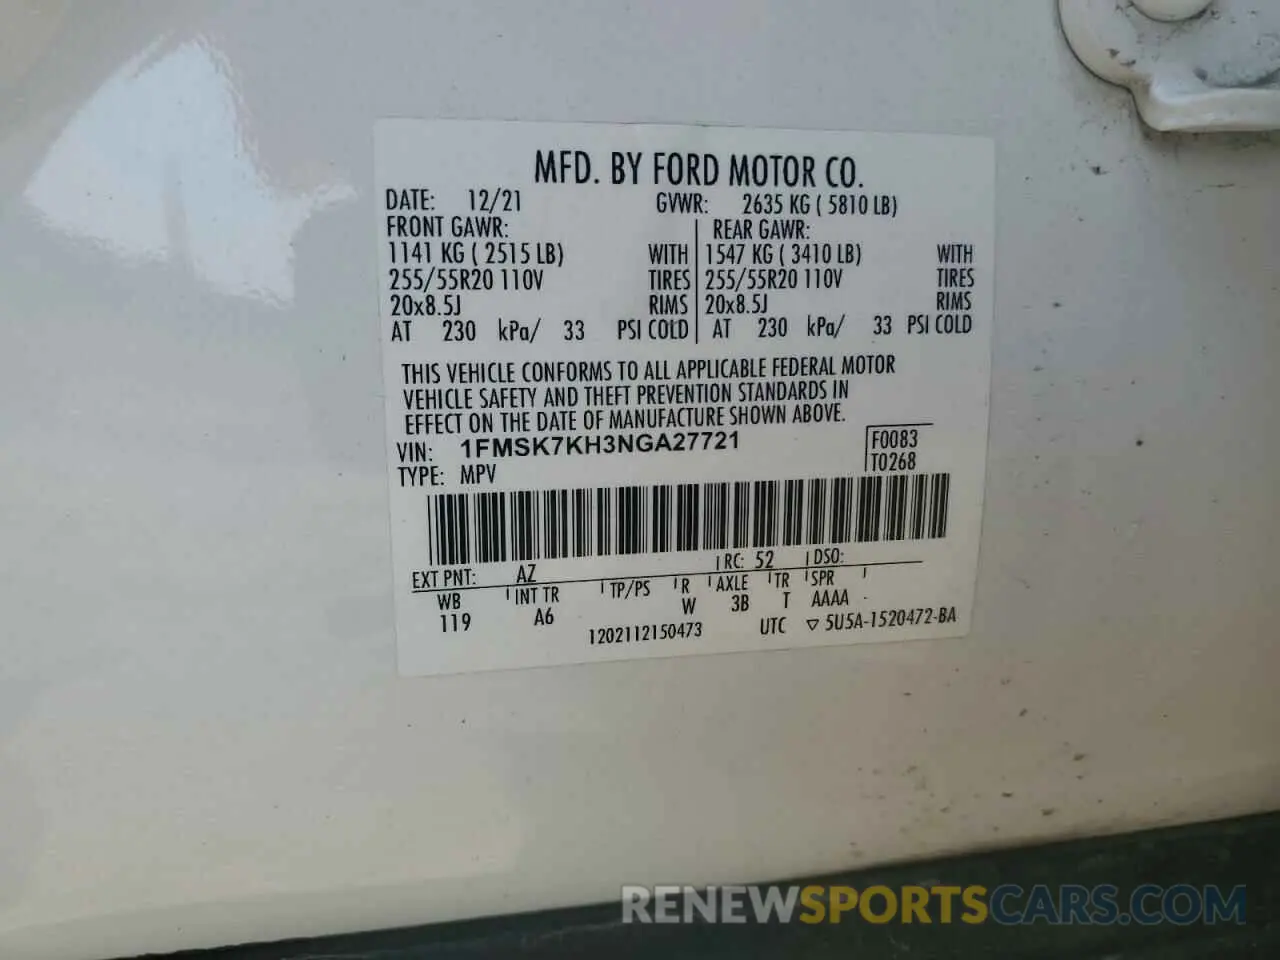 MFD. BY FORD MOTOR CO.
DATE: 12/21 GVWR: 2635 KG ( 5810 LB)
FRONT GAWR: REAR GAWR:
1141 KG ( 2515 LB) WITH 1547 KG ( 3410 LB) WITH
255/55R20 110V TIRES 255/55R20 110V TIRES
20x8.5J RIMS 20x8.5J RIMS
AT 230 kPa/ 33 PSI COLD AT 230 kPa/ 33 PSI COLD
THIS VEHICLE CONFORMS TO ALL APPLICABLE FEDERAL MOTOR
VEHICLE SAFETY AND THEFT PREVENTION STANDARDS IN
EFFECT ON THE DATE OF MANUFACTURE SHOWN ABOVE.
VIN: 1FMSK7KH3NGA27721 F0083
TYPE: MPV T0268
EXT PNT: AZ RC: 52 DSO:
WB INT TR TP/PS R AXLE TR SPR
119 A6 W 3B T AAAA
1202112150473 UTC ▽ 5U5A-1520472-BA
RENEWSPORTSCARS.COM